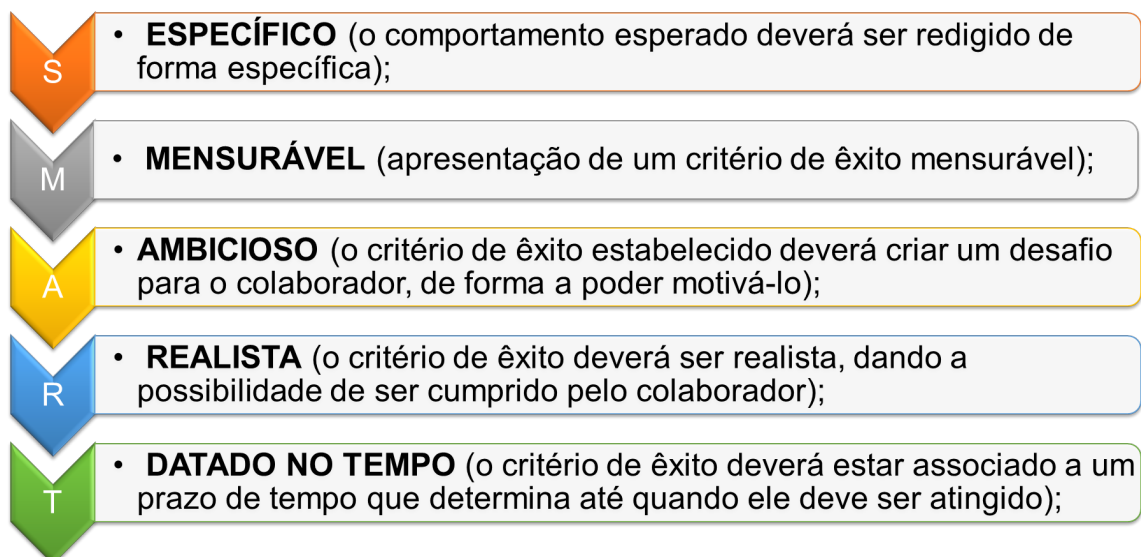 S
• ESPECÍFICO (o comportamento esperado deverá ser redigido de
forma específica);
M
• MENSURÁVEL (apresentação de um critério de êxito mensurável);
A
• AMBICIOSO (o critério de êxito estabelecido deverá criar um desafio
para o colaborador, de forma a poder motivá-lo);
R
• REALISTA (o critério de êxito deverá ser realista, dando a
possibilidade de ser cumprido pelo colaborador);
T
• DATADO NO TEMPO (o critério de êxito deverá estar associado a um
prazo de tempo que determina até quando ele deve ser atingido);